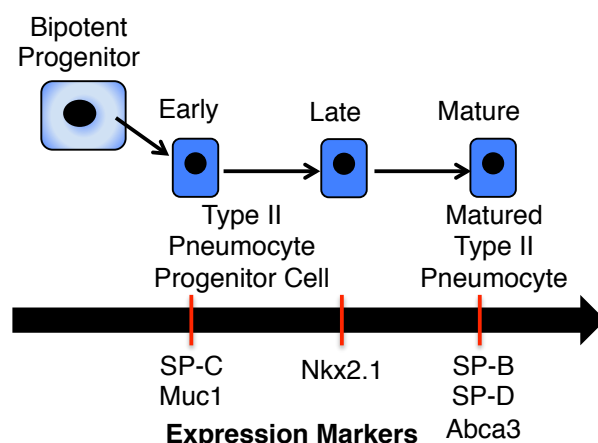 Bipotent
Progenitor
Early
Late
Mature
Type II
Pneumocyte
Progenitor Cell
Matured
Type II
Pneumocyte
SP-C
Muc1
Nkx2.1
SP-B
SP-D
Abca3
Expression Markers